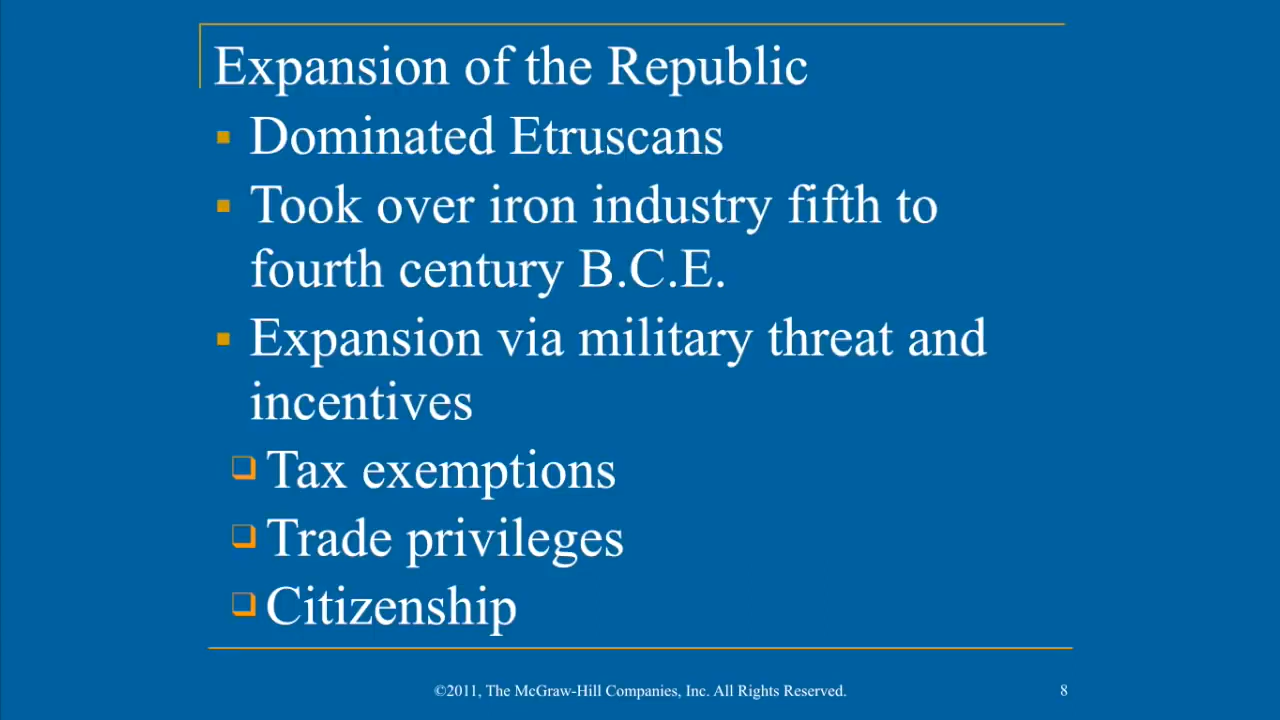 Expansion of the Republic
Dominated Etruscans
Took over iron industry fifth to
fourth century B.C.E.
Expansion via military threat and
incentives
Tax exemptions
Trade privileges
Citizenship
©2011, The McGraw-Hill Companies, Inc. All Rights Reserved.
8